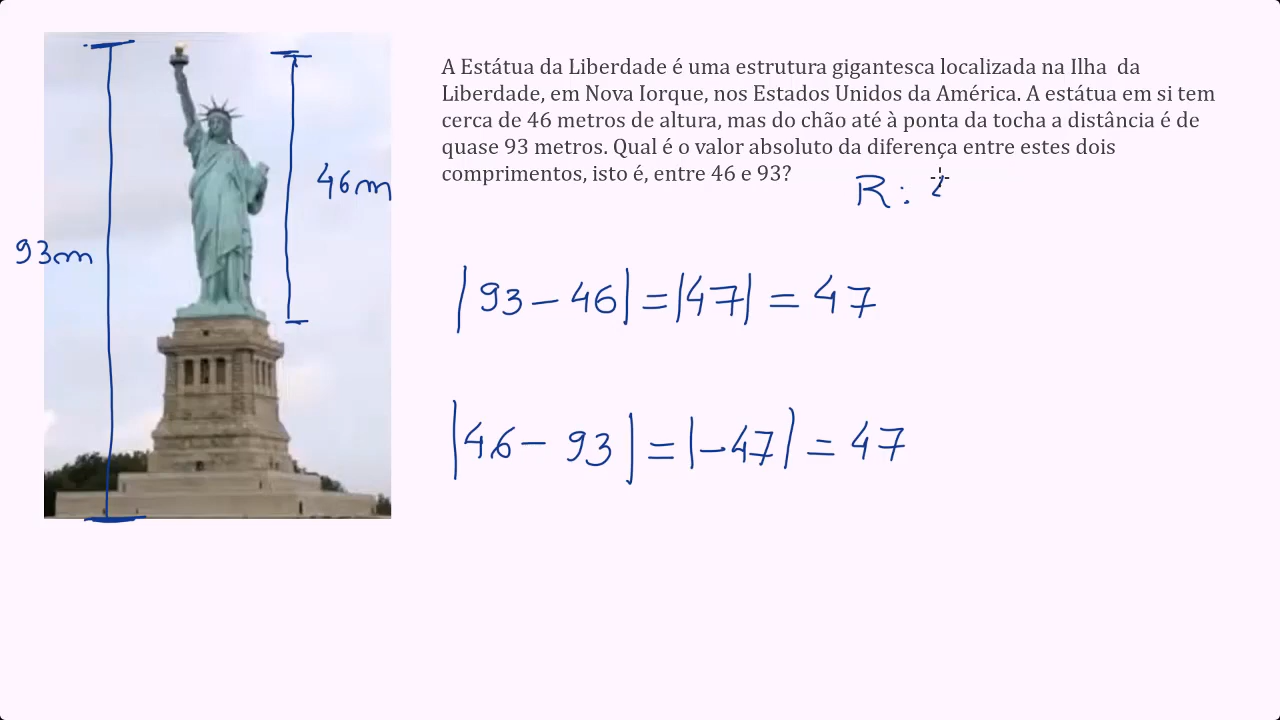 A Estátua da Liberdade é uma estrutura gigantesca localizada na Ilha da
Liberdade, em Nova Iorque, nos Estados Unidos da América. A estátua em si tem
cerca de 46 metros de altura, mas do chão até à ponta da tocha a distância é de
quase 93 metros. Qual é o valor absoluto da diferença entre estes dois
comprimentos, isto é, entre 46 e 93?
R:
46m
93m
|93-46|=|47|=47
|46-93|=|-47|=47